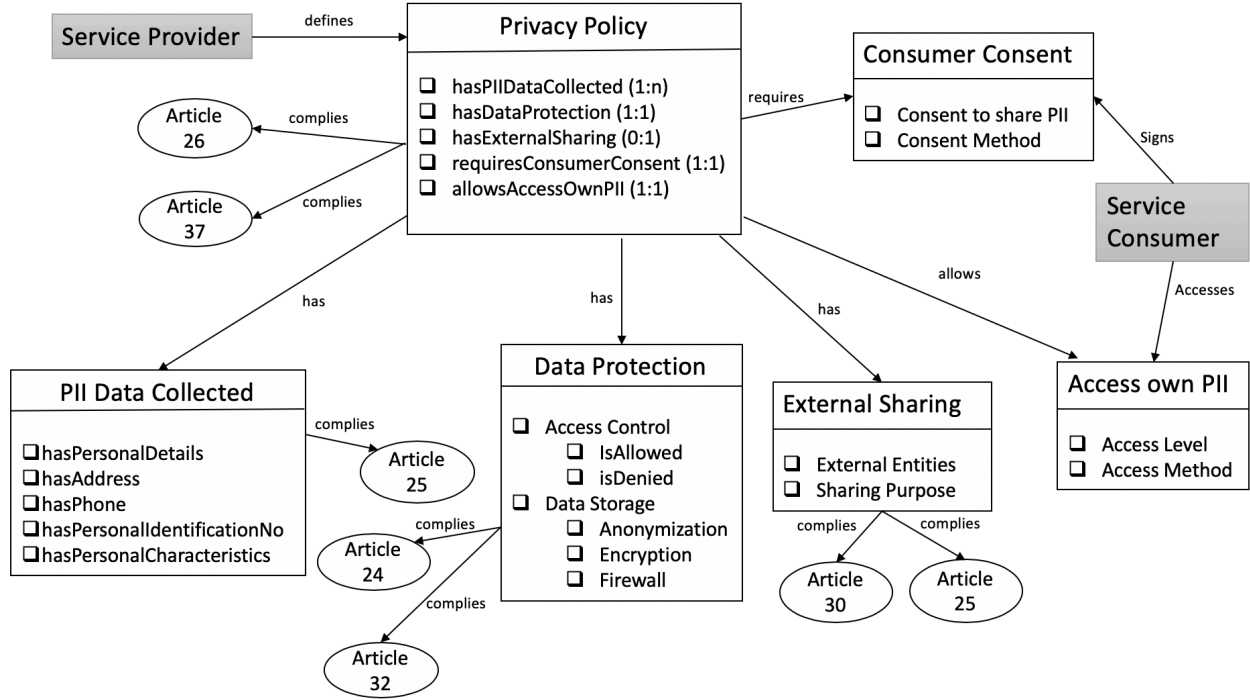 Service Provider
defines
Privacy Policy
hasPIIDataCollected (1:n)
hasDataProtection (1:1)
hasExternalSharing (0:1)
requiresConsumerConsent (1:1)
allowsAccessOwnPII (1:1)
requires
Consumer Consent
Consent to share PII
Consent Method
Signs
Service
Consumer
Accesses
complies
Article
26
complies
Article
37
has
has
has
allows
PII Data Collected
hasPersonalDetails
hasAddress
hasPhone
hasPersonalIdentificationNo
hasPersonalCharacteristics
complies
Article
25
Data Protection
Access Control
IsAllowed
isDenied
Data Storage
Anonymization
Encryption
Firewall
complies
Article
24
complies
Article
32
External Sharing
External Entities
Sharing Purpose
complies
complies
Article
30
Article
25
Access own PII
Access Level
Access Method